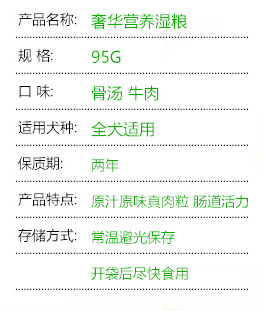 产品名称: 奢华营养湿粮
规 格: 95G
口 味: 骨汤 牛肉
适用犬种: 全犬适用
保质期: 两年
产品特点: 原汁原味真肉粒 肠道活力
存储方式: 常温避光保存
开袋后尽快食用